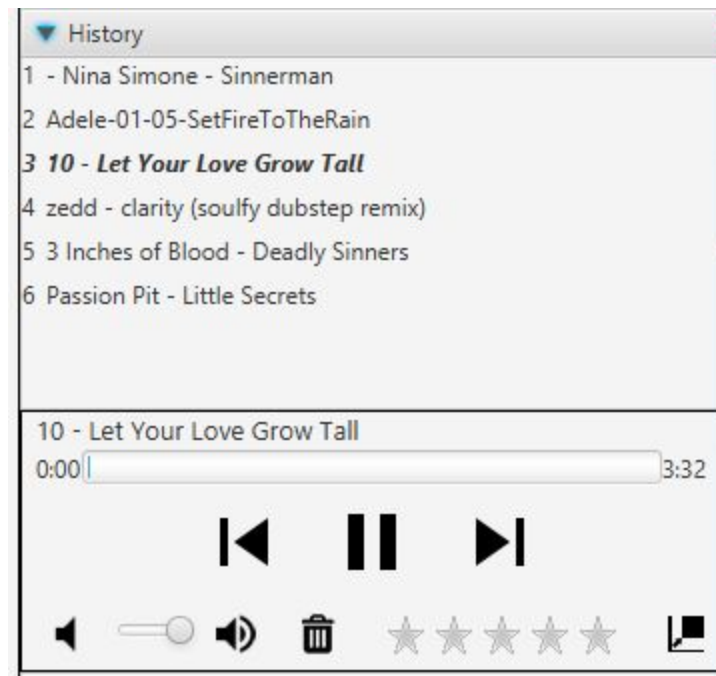 History
1 - Nina Simone - Sinnerman
2 Adele-01-05-SetFireToTheRain
3 10 - Let Your Love Grow Tall
4 zedd - clarity (soulfy dubstep remix)
5 3 Inches of Blood - Deadly Sinners
6 Passion Pit - Little Secrets
10 - Let Your Love Grow Tall
0:00 3:32